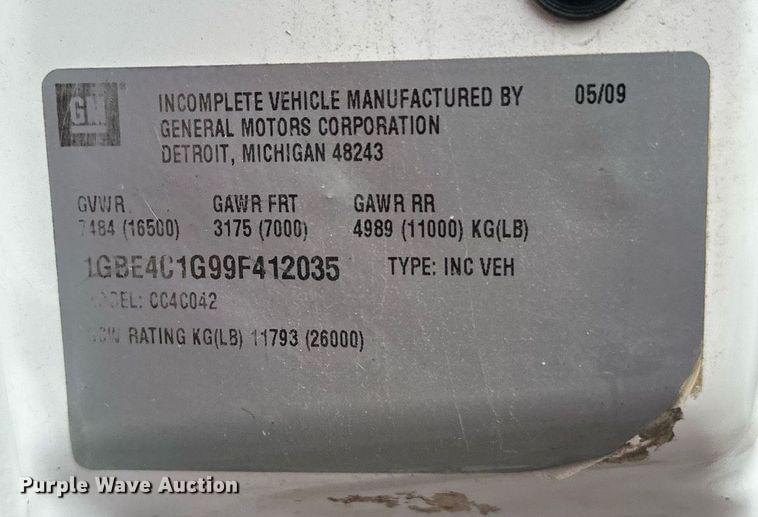 GM
INCOMPLETE VEHICLE MANUFACTURED BY 05/09
GENERAL MOTORS CORPORATION
DETROIT, MICHIGAN 48243
GVWR GAWR FRT GAWR RR
7484 (16500) 3175 (7000) 4989 (11000) KG(LB)
1GBE4C1G99F412035 TYPE: INC VEH
MODEL: CC4C042
GCW RATING KG(LB) 11793 (26000)
Purple Wave Auction